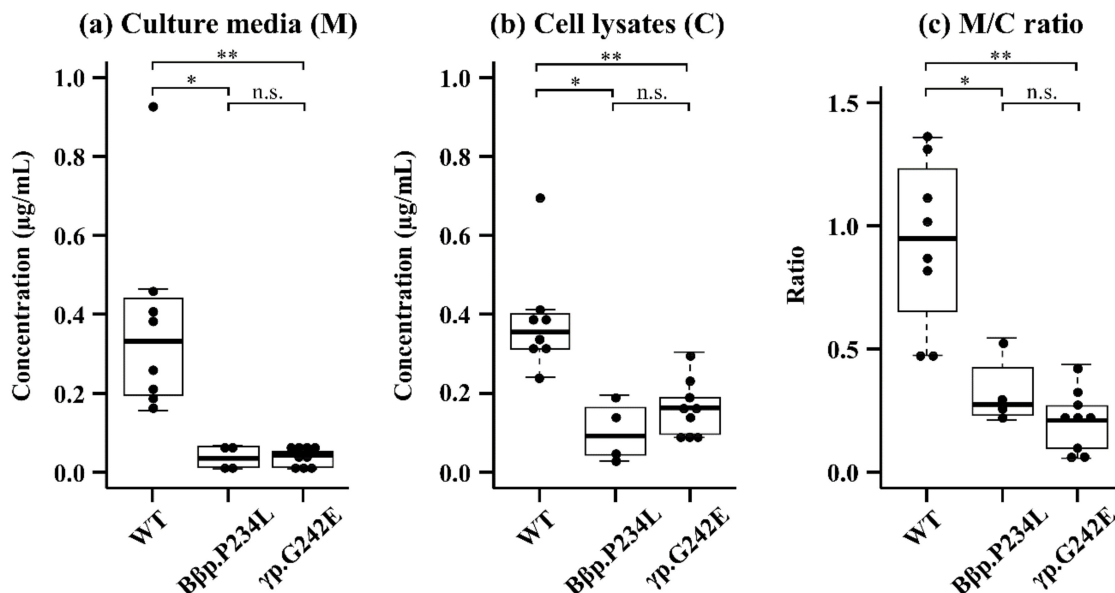 (a) Culture media (M)
**
*
n.s.
Concentration (µg/mL)
1.0
0.8
0.6
0.4
0.2
0.0
WT
Bβp.P234L
γp.G242E
(b) Cell lysates (C)
**
*
n.s.
Concentration (µg/mL)
1.0
0.8
0.6
0.4
0.2
0.0
WT
Bβp.P234L
γp.G242E
(c) M/C ratio
**
*
n.s.
Ratio
1.5
1.0
0.5
0.0
WT
Bβp.P234L
γp.G242E